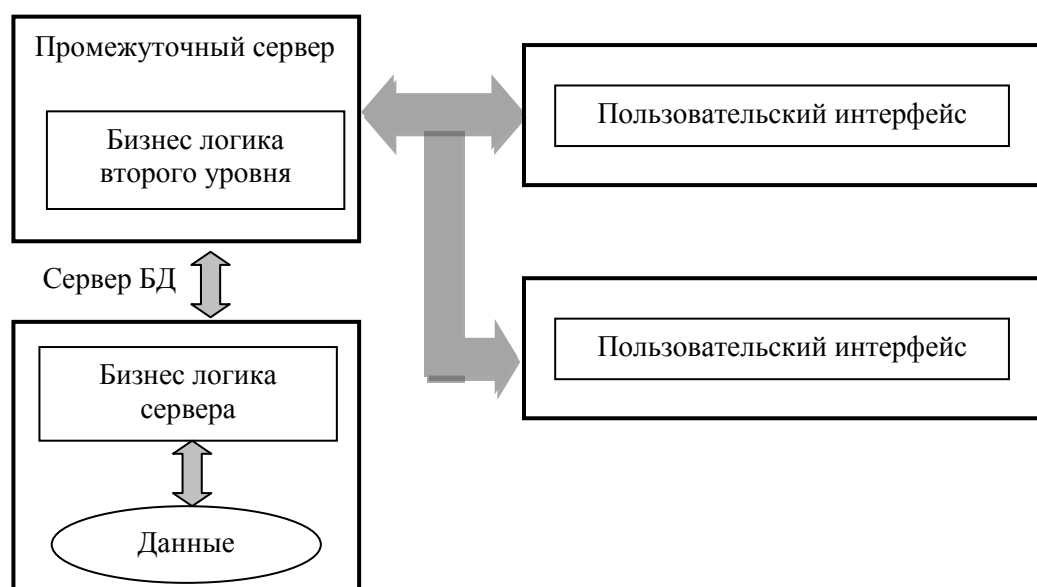 Промежуточный сервер
Бизнес логика
второго уровня
Пользовательский интерфейс
Сервер БД
Пользовательский интерфейс
Бизнес логика
сервера
Данные